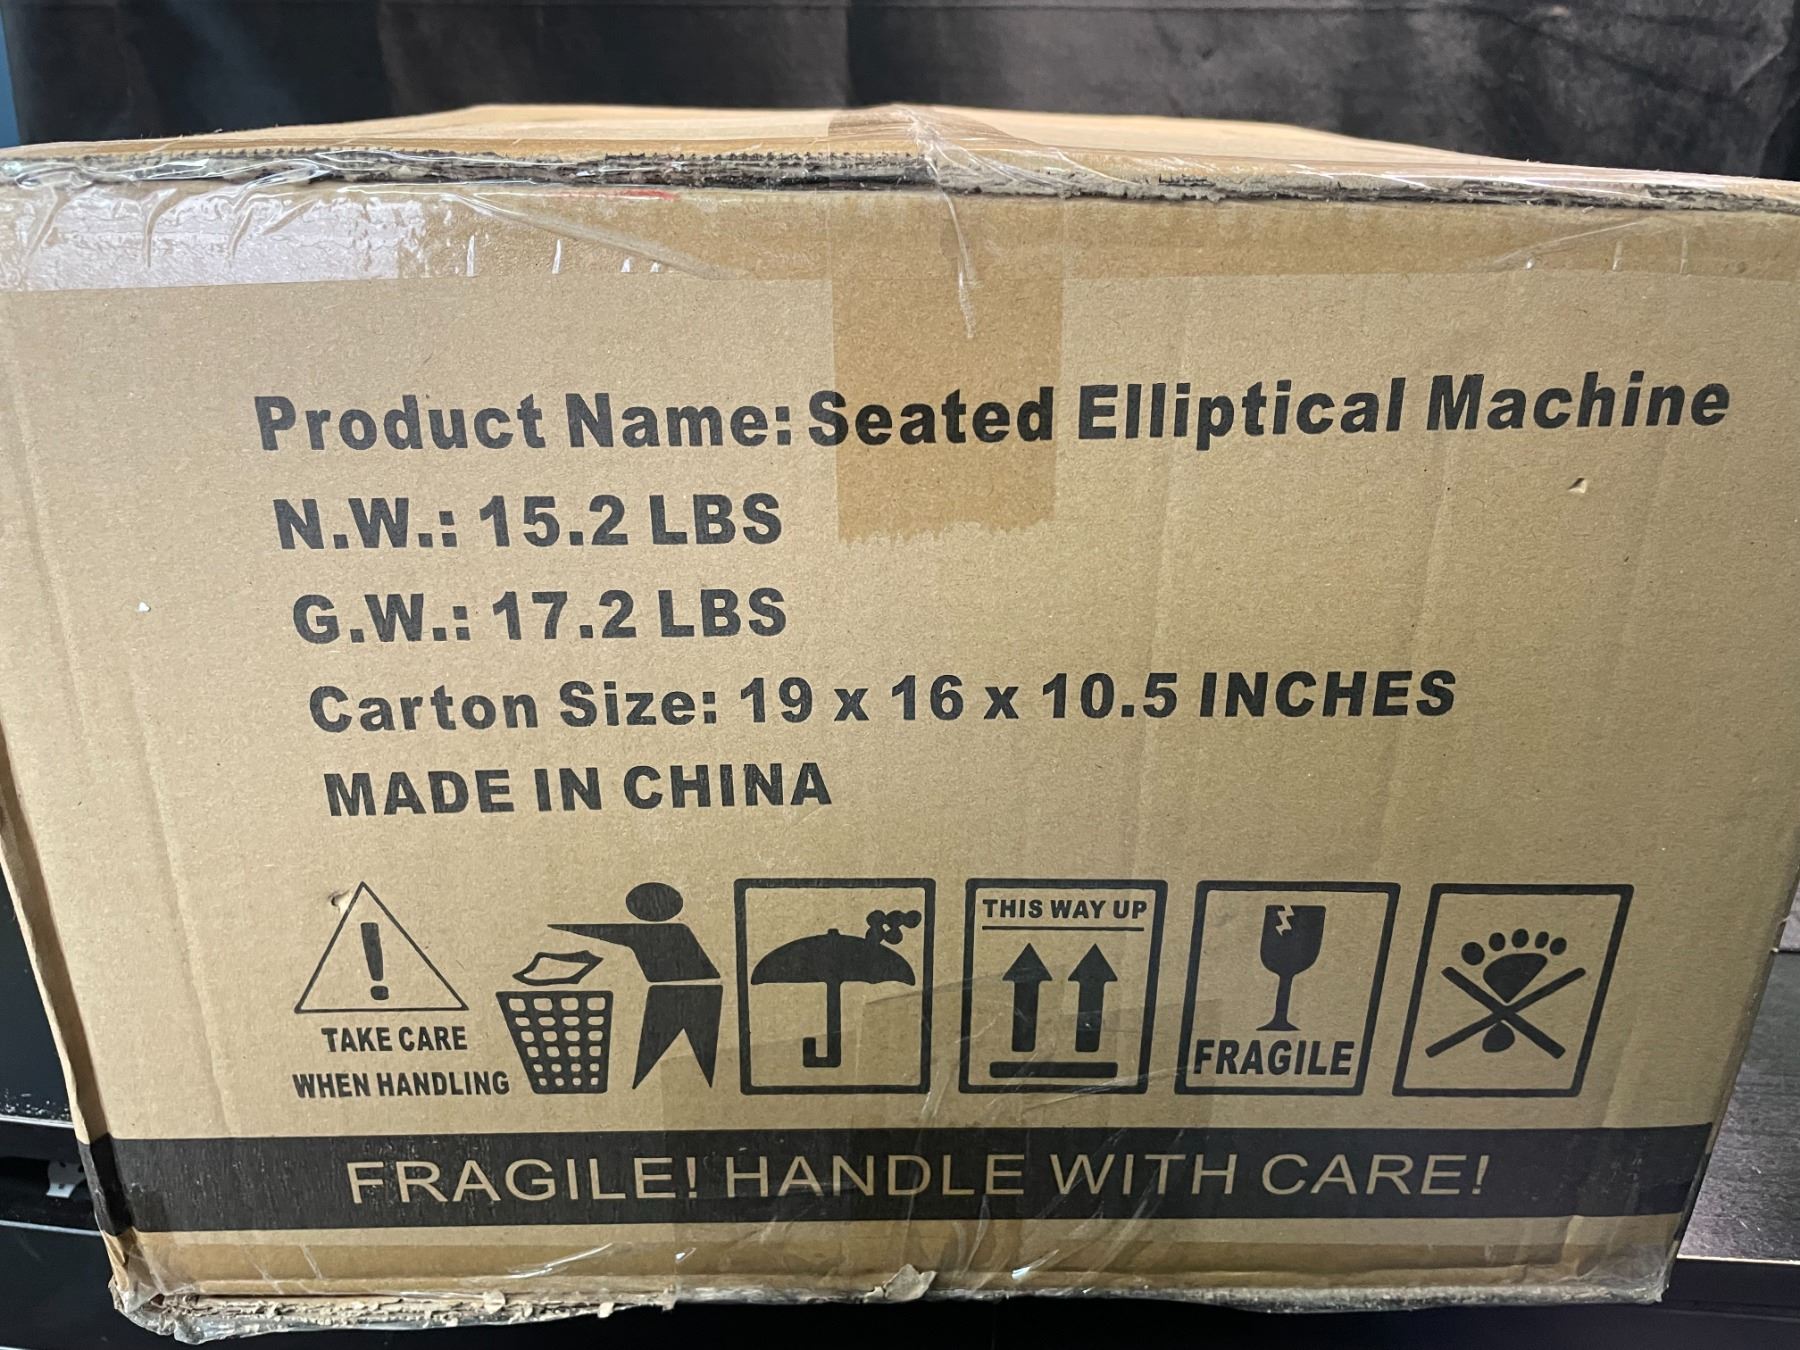 Product Name: Seated Elliptical Machine
N.W.: 15.2 LBS
G.W.: 17.2 LBS
Carton Size: 19 x 16 x 10.5 INCHES
MADE IN CHINA
TAKE CARE
WHEN HANDLING
THIS WAY UP
FRAGILE
FRAGILE! HANDLE WITH CARE!